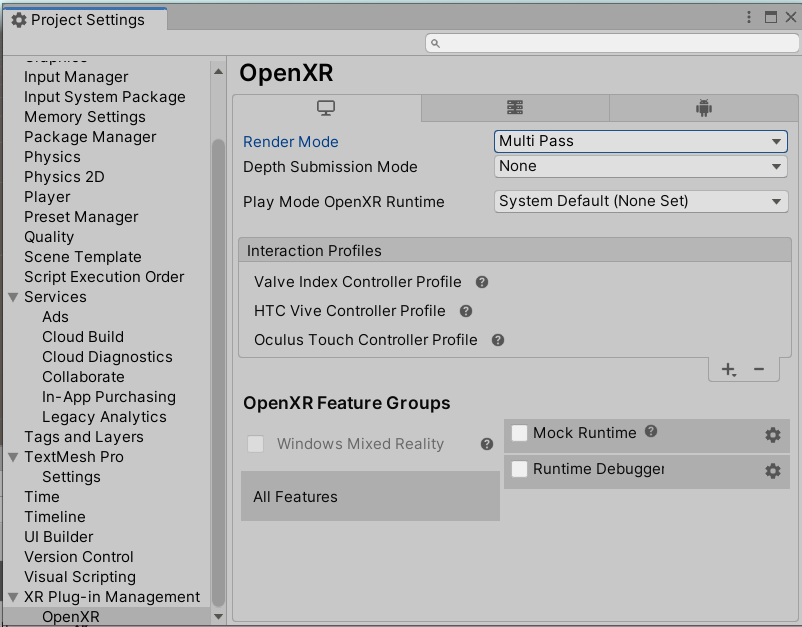 Project Settings
Graphics
Input Manager
Input System Package
Memory Settings
Package Manager
Physics
Physics 2D
Player
Preset Manager
Quality
Scene Template
Script Execution Order
Services
Ads
Cloud Build
Cloud Diagnostics
Collaborate
In-App Purchasing
Legacy Analytics
Tags and Layers
TextMesh Pro
Settings
Time
Timeline
UI Builder
Version Control
Visual Scripting
XR Plug-in Management
OpenXR
OpenXR
Render Mode Multi Pass
Depth Submission Mode None
Play Mode OpenXR Runtime System Default (None Set)
Interaction Profiles
Valve Index Controller Profile
HTC Vive Controller Profile
Oculus Touch Controller Profile
OpenXR Feature Groups
Windows Mixed Reality
All Features
Mock Runtime
Runtime Debugger